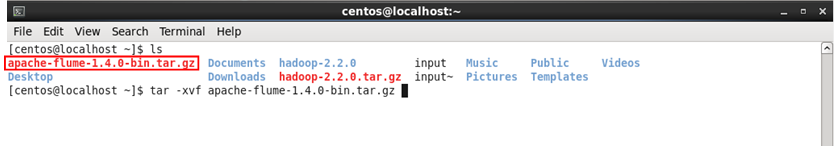 centos@localhost:~
File Edit View Search Terminal Help
[centos@localhost ~]$ ls
apache-flume-1.4.0-bin.tar.gz Documents hadoop-2.2.0 input Music Public Videos
Desktop Downloads hadoop-2.2.0.tar.gz input~ Pictures Templates
[centos@localhost ~]$ tar -xvf apache-flume-1.4.0-bin.tar.gz